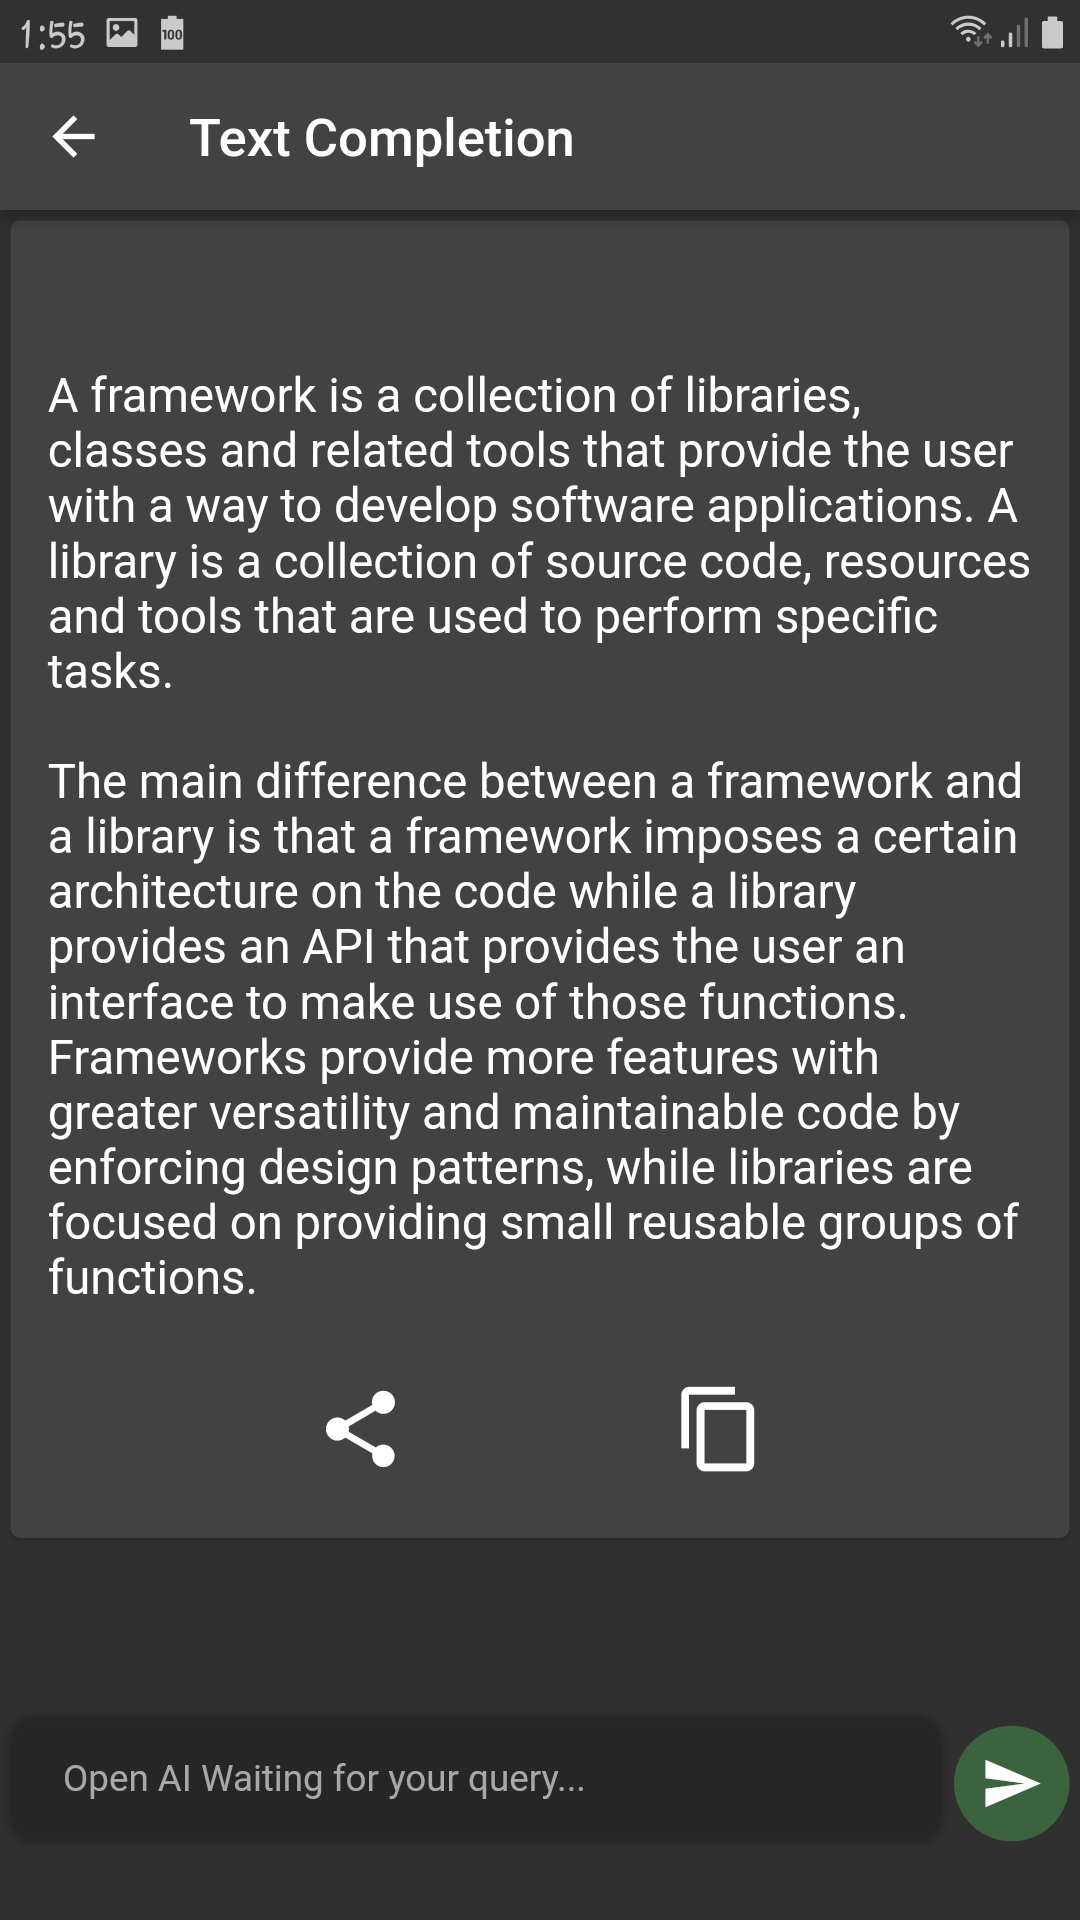 1:55
100
Text Completion
A framework is a collection of libraries,
classes and related tools that provide the user
with a way to develop software applications. A
library is a collection of source code, resources
and tools that are used to perform specific
tasks.
The main difference between a framework and
a library is that a framework imposes a certain
architecture on the code while a library
provides an API that provides the user an
interface to make use of those functions.
Frameworks provide more features with
greater versatility and maintainable code by
enforcing design patterns, while libraries are
focused on providing small reusable groups of
functions.
Open AI Waiting for your query...